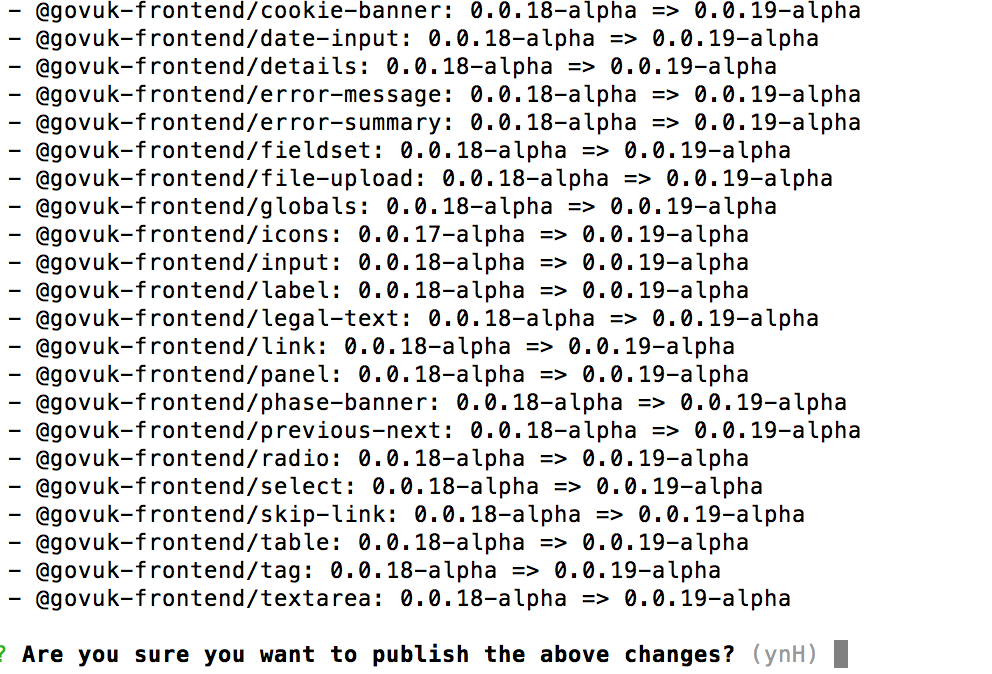 - @govuk-frontend/cookie-banner: 0.0.18-alpha => 0.0.19-alpha
- @govuk-frontend/date-input: 0.0.18-alpha => 0.0.19-alpha
- @govuk-frontend/details: 0.0.18-alpha => 0.0.19-alpha
- @govuk-frontend/error-message: 0.0.18-alpha => 0.0.19-alpha
- @govuk-frontend/error-summary: 0.0.18-alpha => 0.0.19-alpha
- @govuk-frontend/fieldset: 0.0.18-alpha => 0.0.19-alpha
- @govuk-frontend/file-upload: 0.0.18-alpha => 0.0.19-alpha
- @govuk-frontend/globals: 0.0.18-alpha => 0.0.19-alpha
- @govuk-frontend/icons: 0.0.17-alpha => 0.0.19-alpha
- @govuk-frontend/input: 0.0.18-alpha => 0.0.19-alpha
- @govuk-frontend/label: 0.0.18-alpha => 0.0.19-alpha
- @govuk-frontend/legal-text: 0.0.18-alpha => 0.0.19-alpha
- @govuk-frontend/link: 0.0.18-alpha => 0.0.19-alpha
- @govuk-frontend/panel: 0.0.18-alpha => 0.0.19-alpha
- @govuk-frontend/phase-banner: 0.0.18-alpha => 0.0.19-alpha
- @govuk-frontend/previous-next: 0.0.18-alpha => 0.0.19-alpha
- @govuk-frontend/radio: 0.0.18-alpha => 0.0.19-alpha
- @govuk-frontend/select: 0.0.18-alpha => 0.0.19-alpha
- @govuk-frontend/skip-link: 0.0.18-alpha => 0.0.19-alpha
- @govuk-frontend/table: 0.0.18-alpha => 0.0.19-alpha
- @govuk-frontend/tag: 0.0.18-alpha => 0.0.19-alpha
- @govuk-frontend/textarea: 0.0.18-alpha => 0.0.19-alpha
? Are you sure you want to publish the above changes? (ynH)